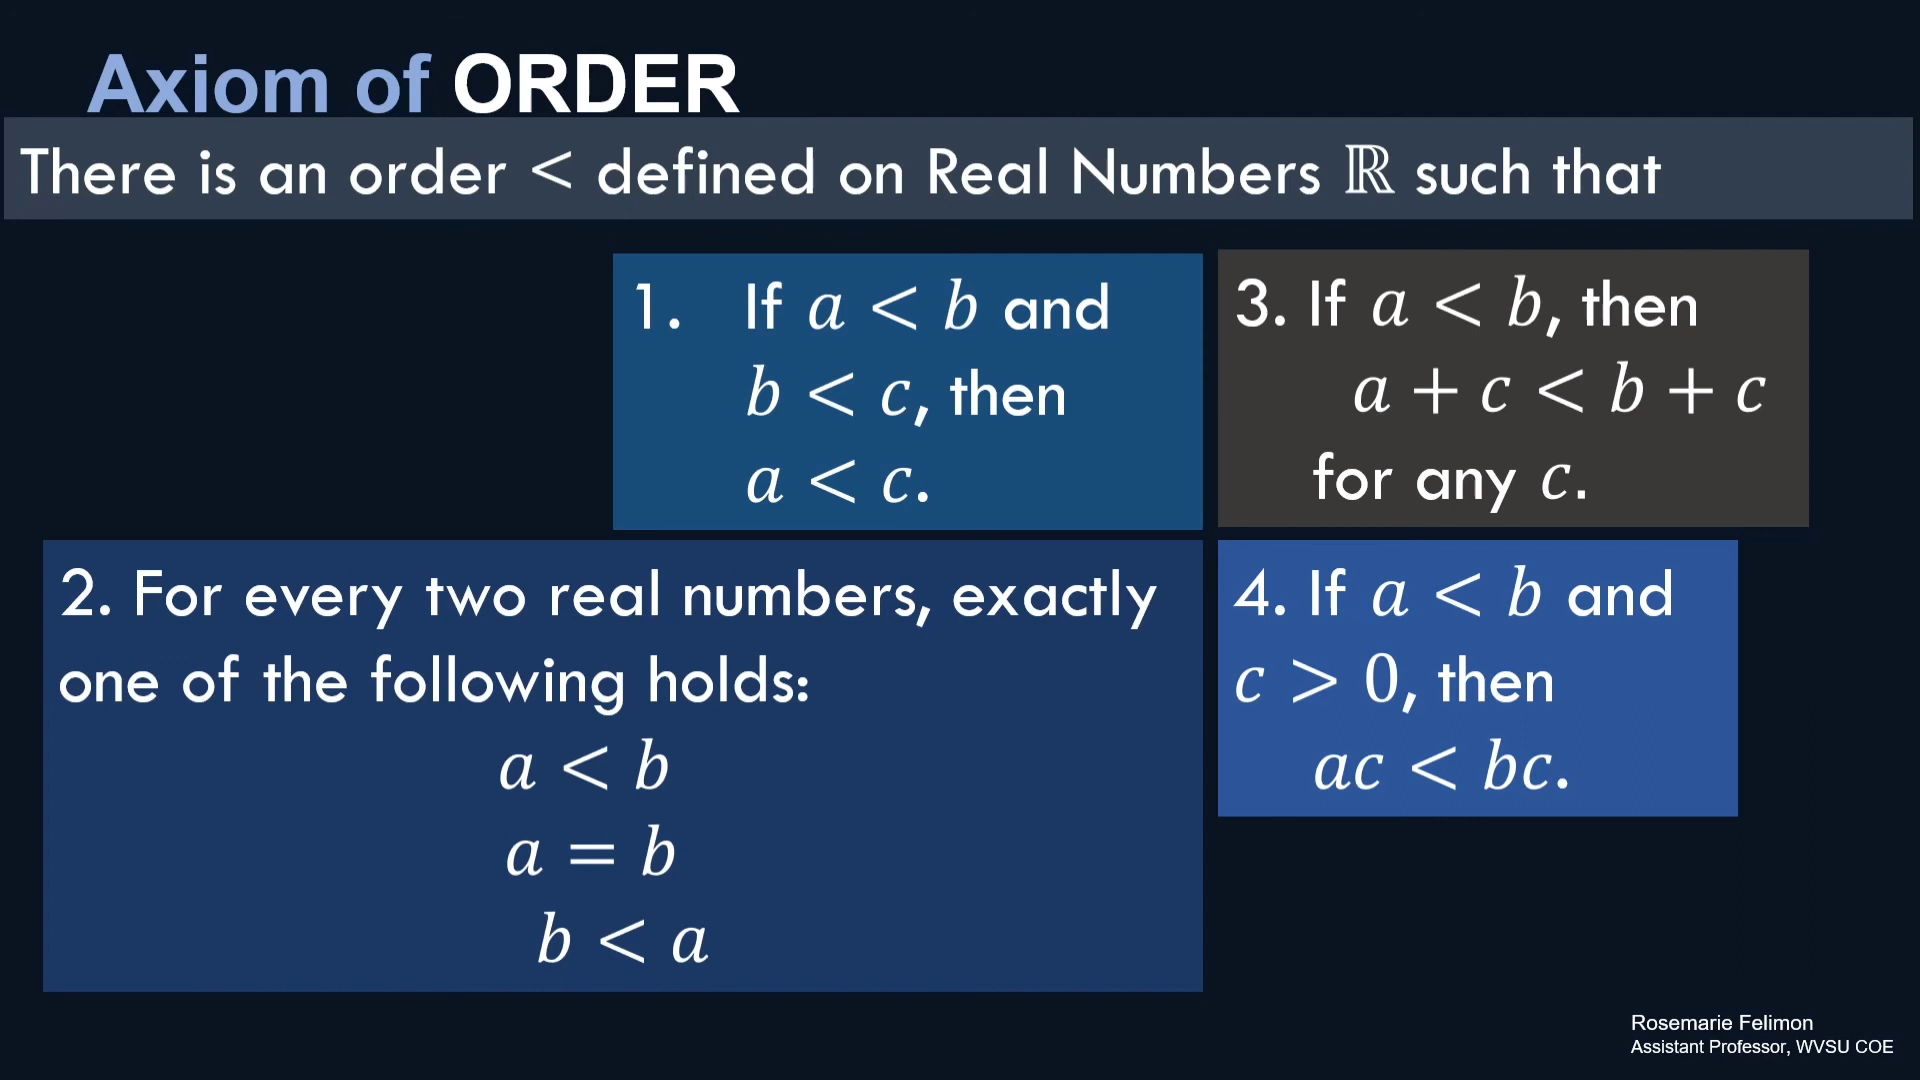 Axiom of ORDER
There is an order < defined on Real Numbers ℝ such that
1. If a < b and
b < c, then
a < c.
2. For every two real numbers, exactly
one of the following holds:
a < b
a = b
b < a
3. If a < b, then
a + c < b + c
for any c.
4. If a < b and
c > 0, then
ac < bc.
Rosemarie Felimon
Assistant Professor, WVSU COE